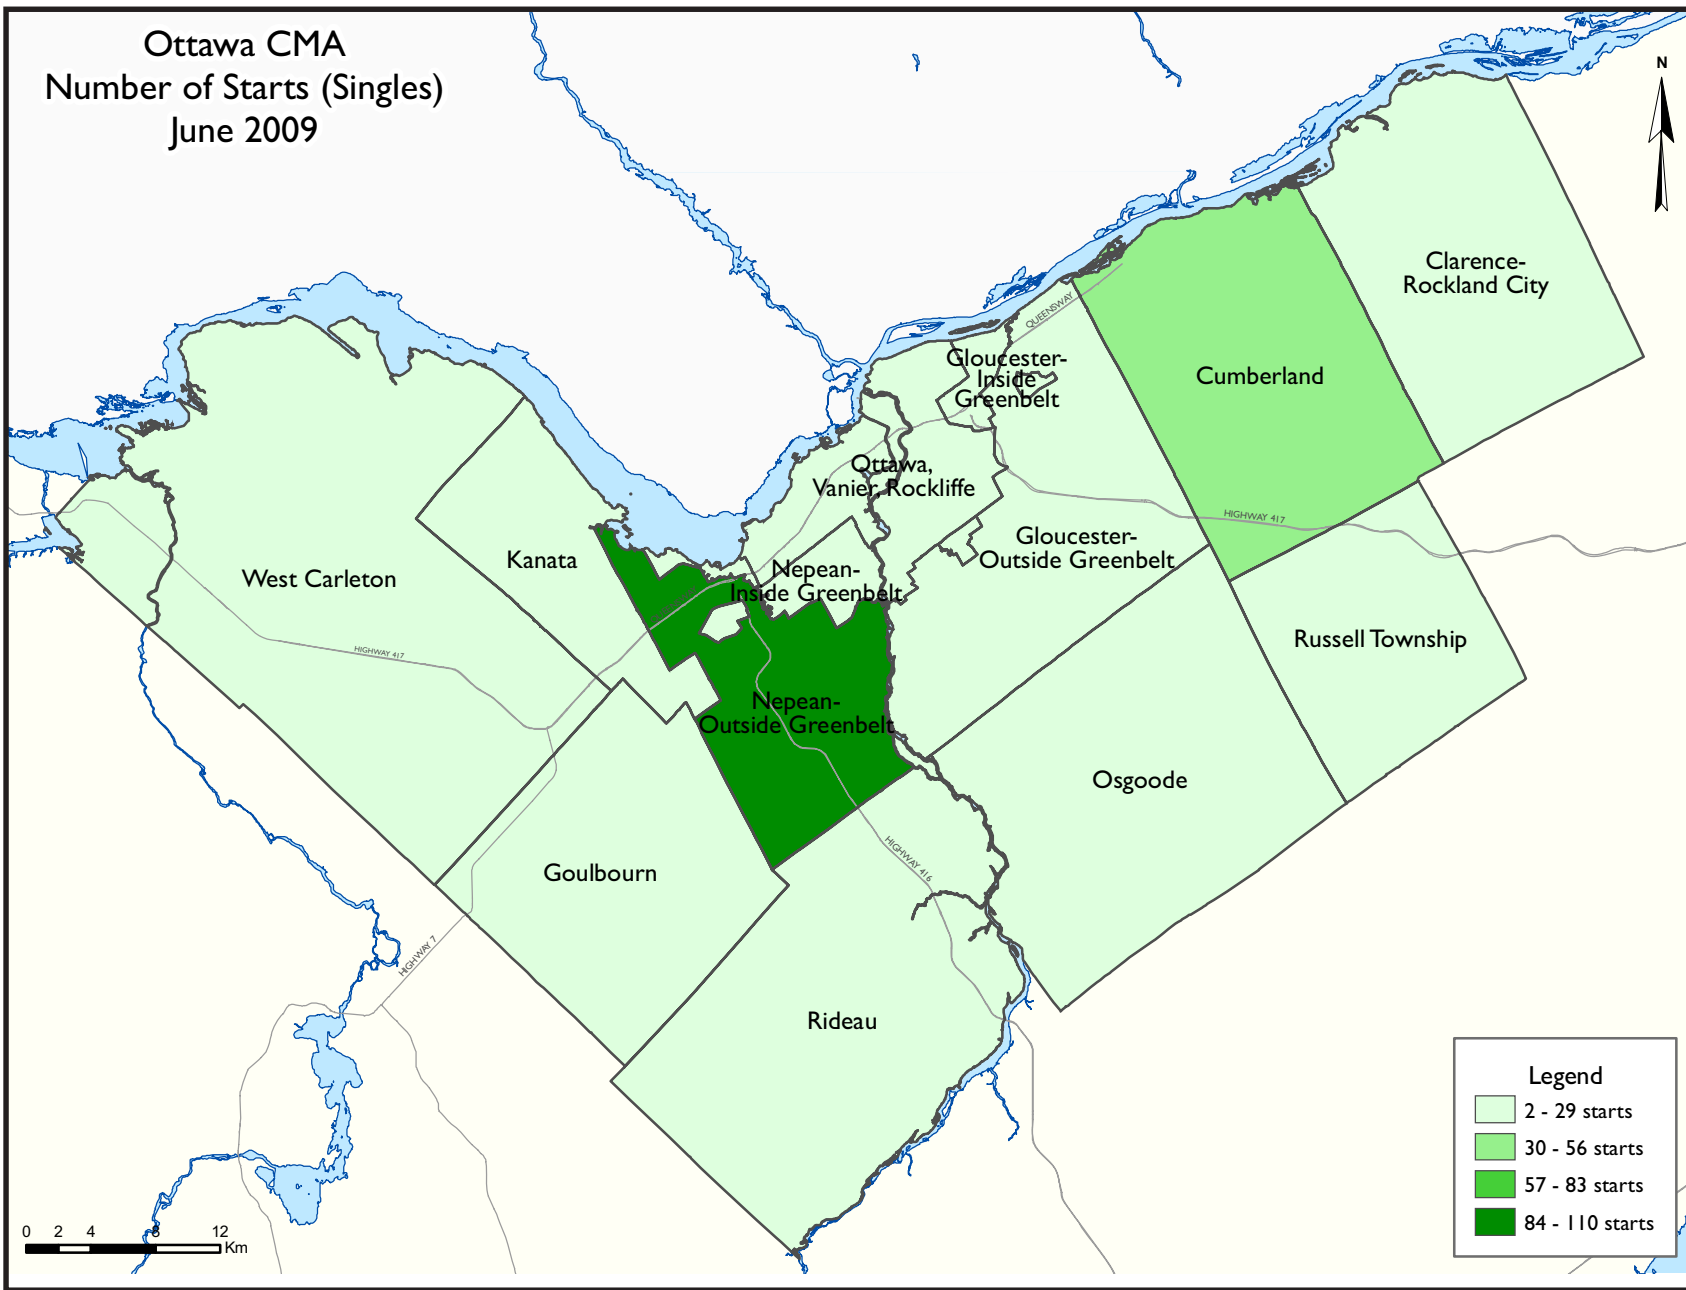 Ottawa CMA
Number of Starts (Singles)
June 2009
N
Clarence-
Rockland City
QUEENSWAY
Gloucester-
Inside
Greenbelt
Cumberland
Ottawa,
Vanier, Rockliffe
HIGHWAY 417
Gloucester-
Outside Greenbelt
Kanata
West Carleton
Nepean-
Inside Greenbelt
Russell Township
HIGHWAY 417
Nepean-
Outside Greenbelt
Osgoode
HIGHWAY 416
Goulbourn
HIGHWAY 7
Rideau
Legend
2 - 29 starts
30 - 56 starts
57 - 83 starts
84 - 110 starts
0 2 4 8 12
Km